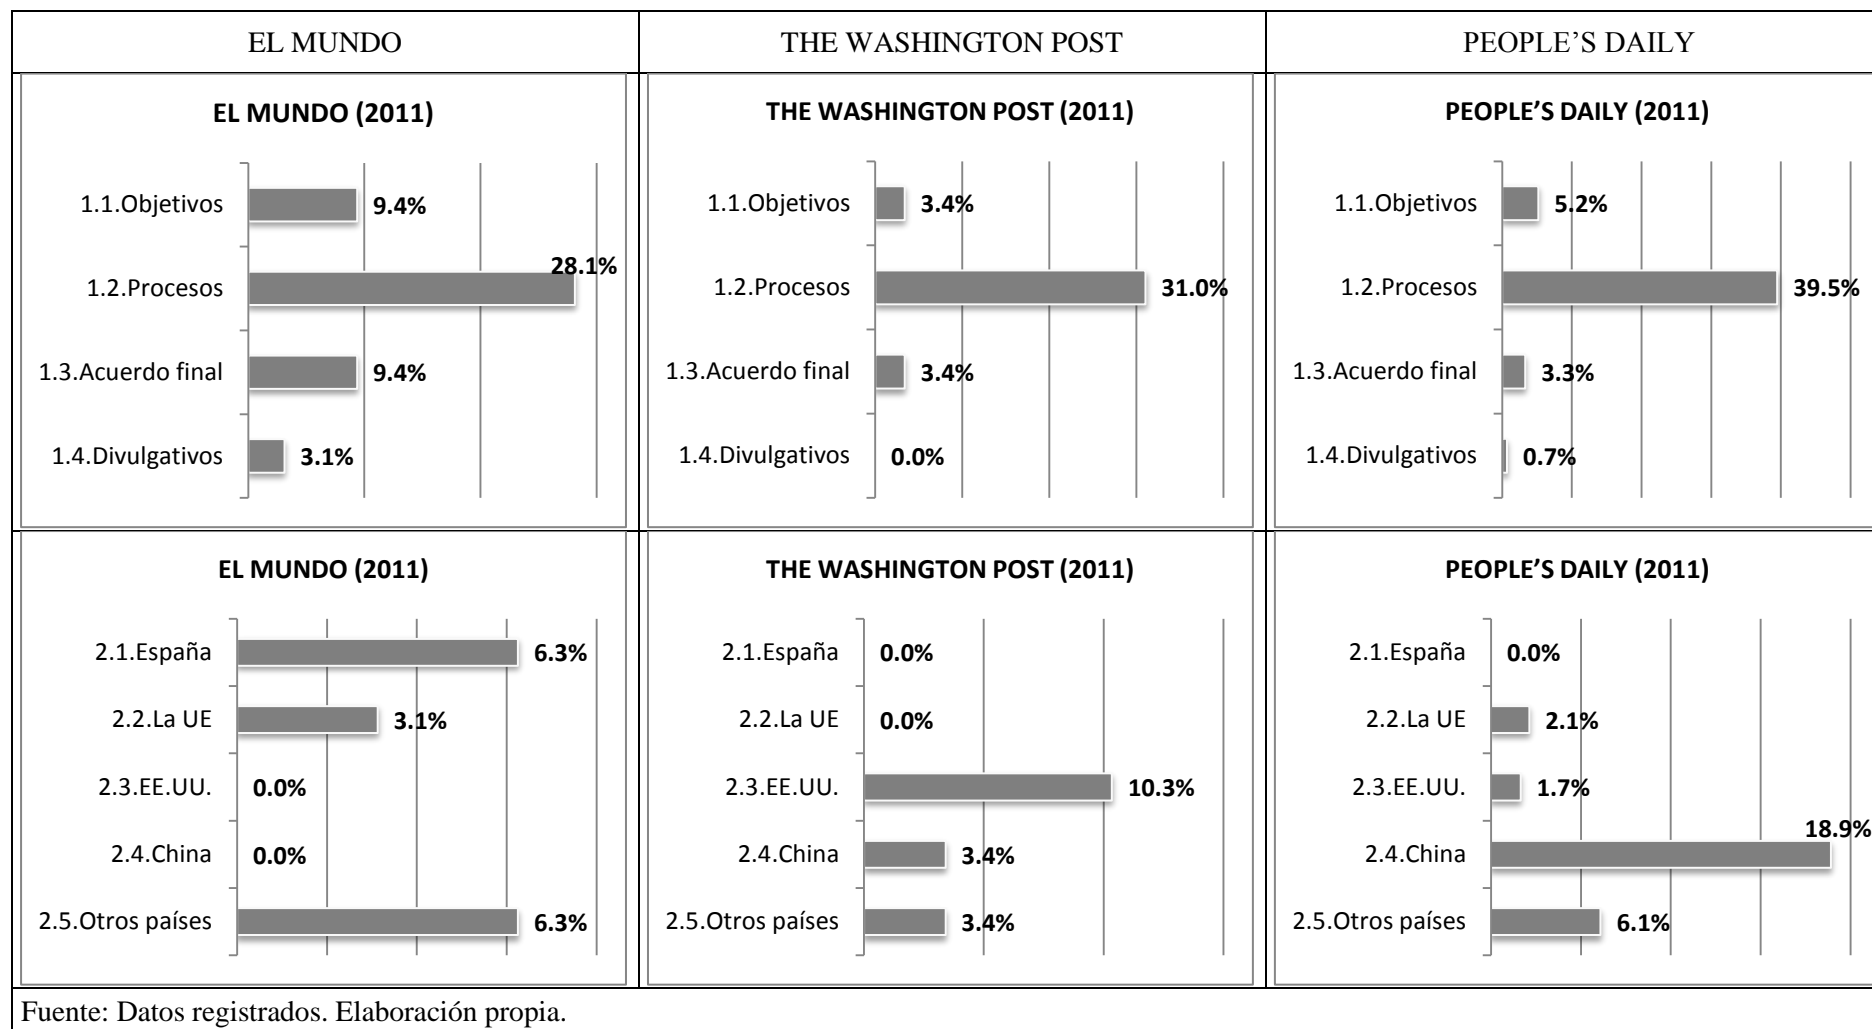 EL MUNDO
THE WASHINGTON POST
PEOPLE'S DAILY
EL MUNDO (2011)
1.1.Objetivos 9.4%
1.2.Procesos 28.1%
1.3.Acuerdo final 9.4%
1.4.Divulgativos 3.1%
THE WASHINGTON POST (2011)
1.1.Objetivos 3.4%
1.2.Procesos 31.0%
1.3.Acuerdo final 3.4%
1.4.Divulgativos 0.0%
PEOPLE'S DAILY (2011)
1.1.Objetivos 5.2%
1.2.Procesos 39.5%
1.3.Acuerdo final 3.3%
1.4.Divulgativos 0.7%
EL MUNDO (2011)
2.1.España 6.3%
2.2.La UE 3.1%
2.3.EE.UU. 0.0%
2.4.China 0.0%
2.5.Otros países 6.3%
THE WASHINGTON POST (2011)
2.1.España 0.0%
2.2.La UE 0.0%
2.3.EE.UU. 10.3%
2.4.China 3.4%
2.5.Otros países 3.4%
PEOPLE'S DAILY (2011)
2.1.España 0.0%
2.2.La UE 2.1%
2.3.EE.UU. 1.7%
2.4.China 18.9%
2.5.Otros países 6.1%
Fuente: Datos registrados. Elaboración propia.